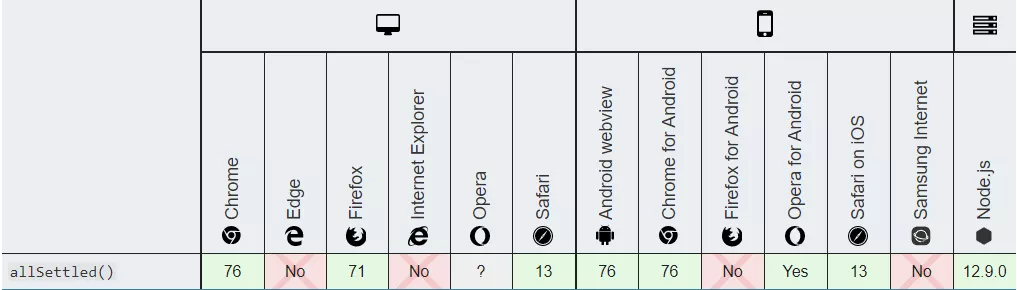 Chrome
Edge
Firefox
Internet Explorer
Opera
Safari
Android webview
Chrome for Android
Firefox for Android
Opera for Android
Safari on iOS
Samsung Internet
Node.js
allSettled() 76 No 71 No ? 13 76 76 No Yes 13 No 12.9.0